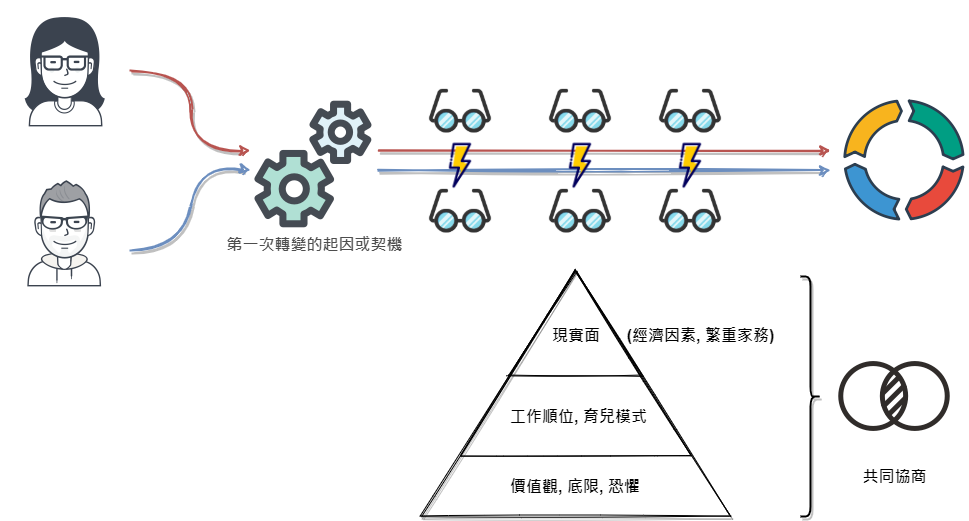 第一次轉變的起因或契機
現實面
(經濟因素, 繁重家務)
工作順位, 育兒模式
價值觀, 底限, 恐懼
共同協商